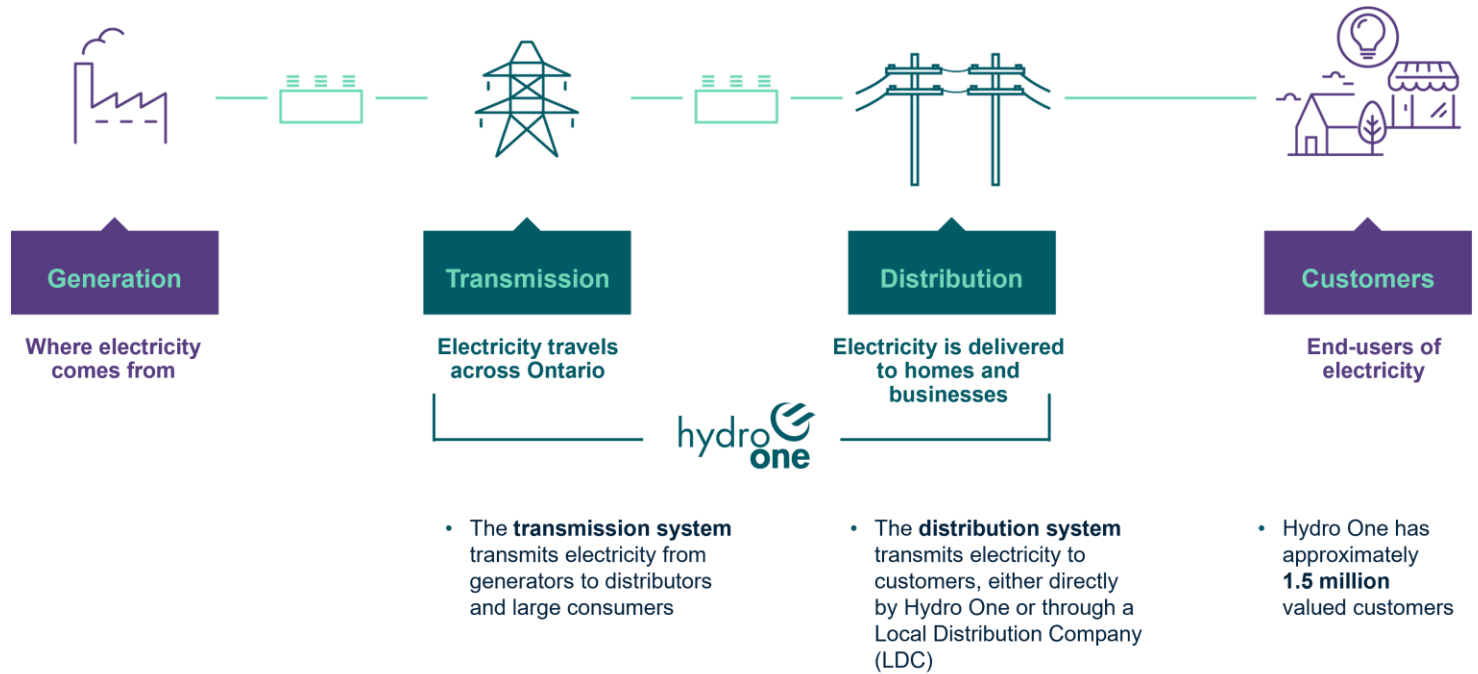 Generation
Transmission
Distribution
Customers
Where electricity
comes from
Electricity travels
across Ontario
Electricity is delivered
to homes and
businesses
End-users of
electricity
hydro
one
• The transmission system
transmits electricity from
generators to distributors
and large consumers
• The distribution system
transmits electricity to
customers, either directly
by Hydro One or through a
Local Distribution Company
(LDC)
• Hydro One has
approximately
1.5 million
valued customers